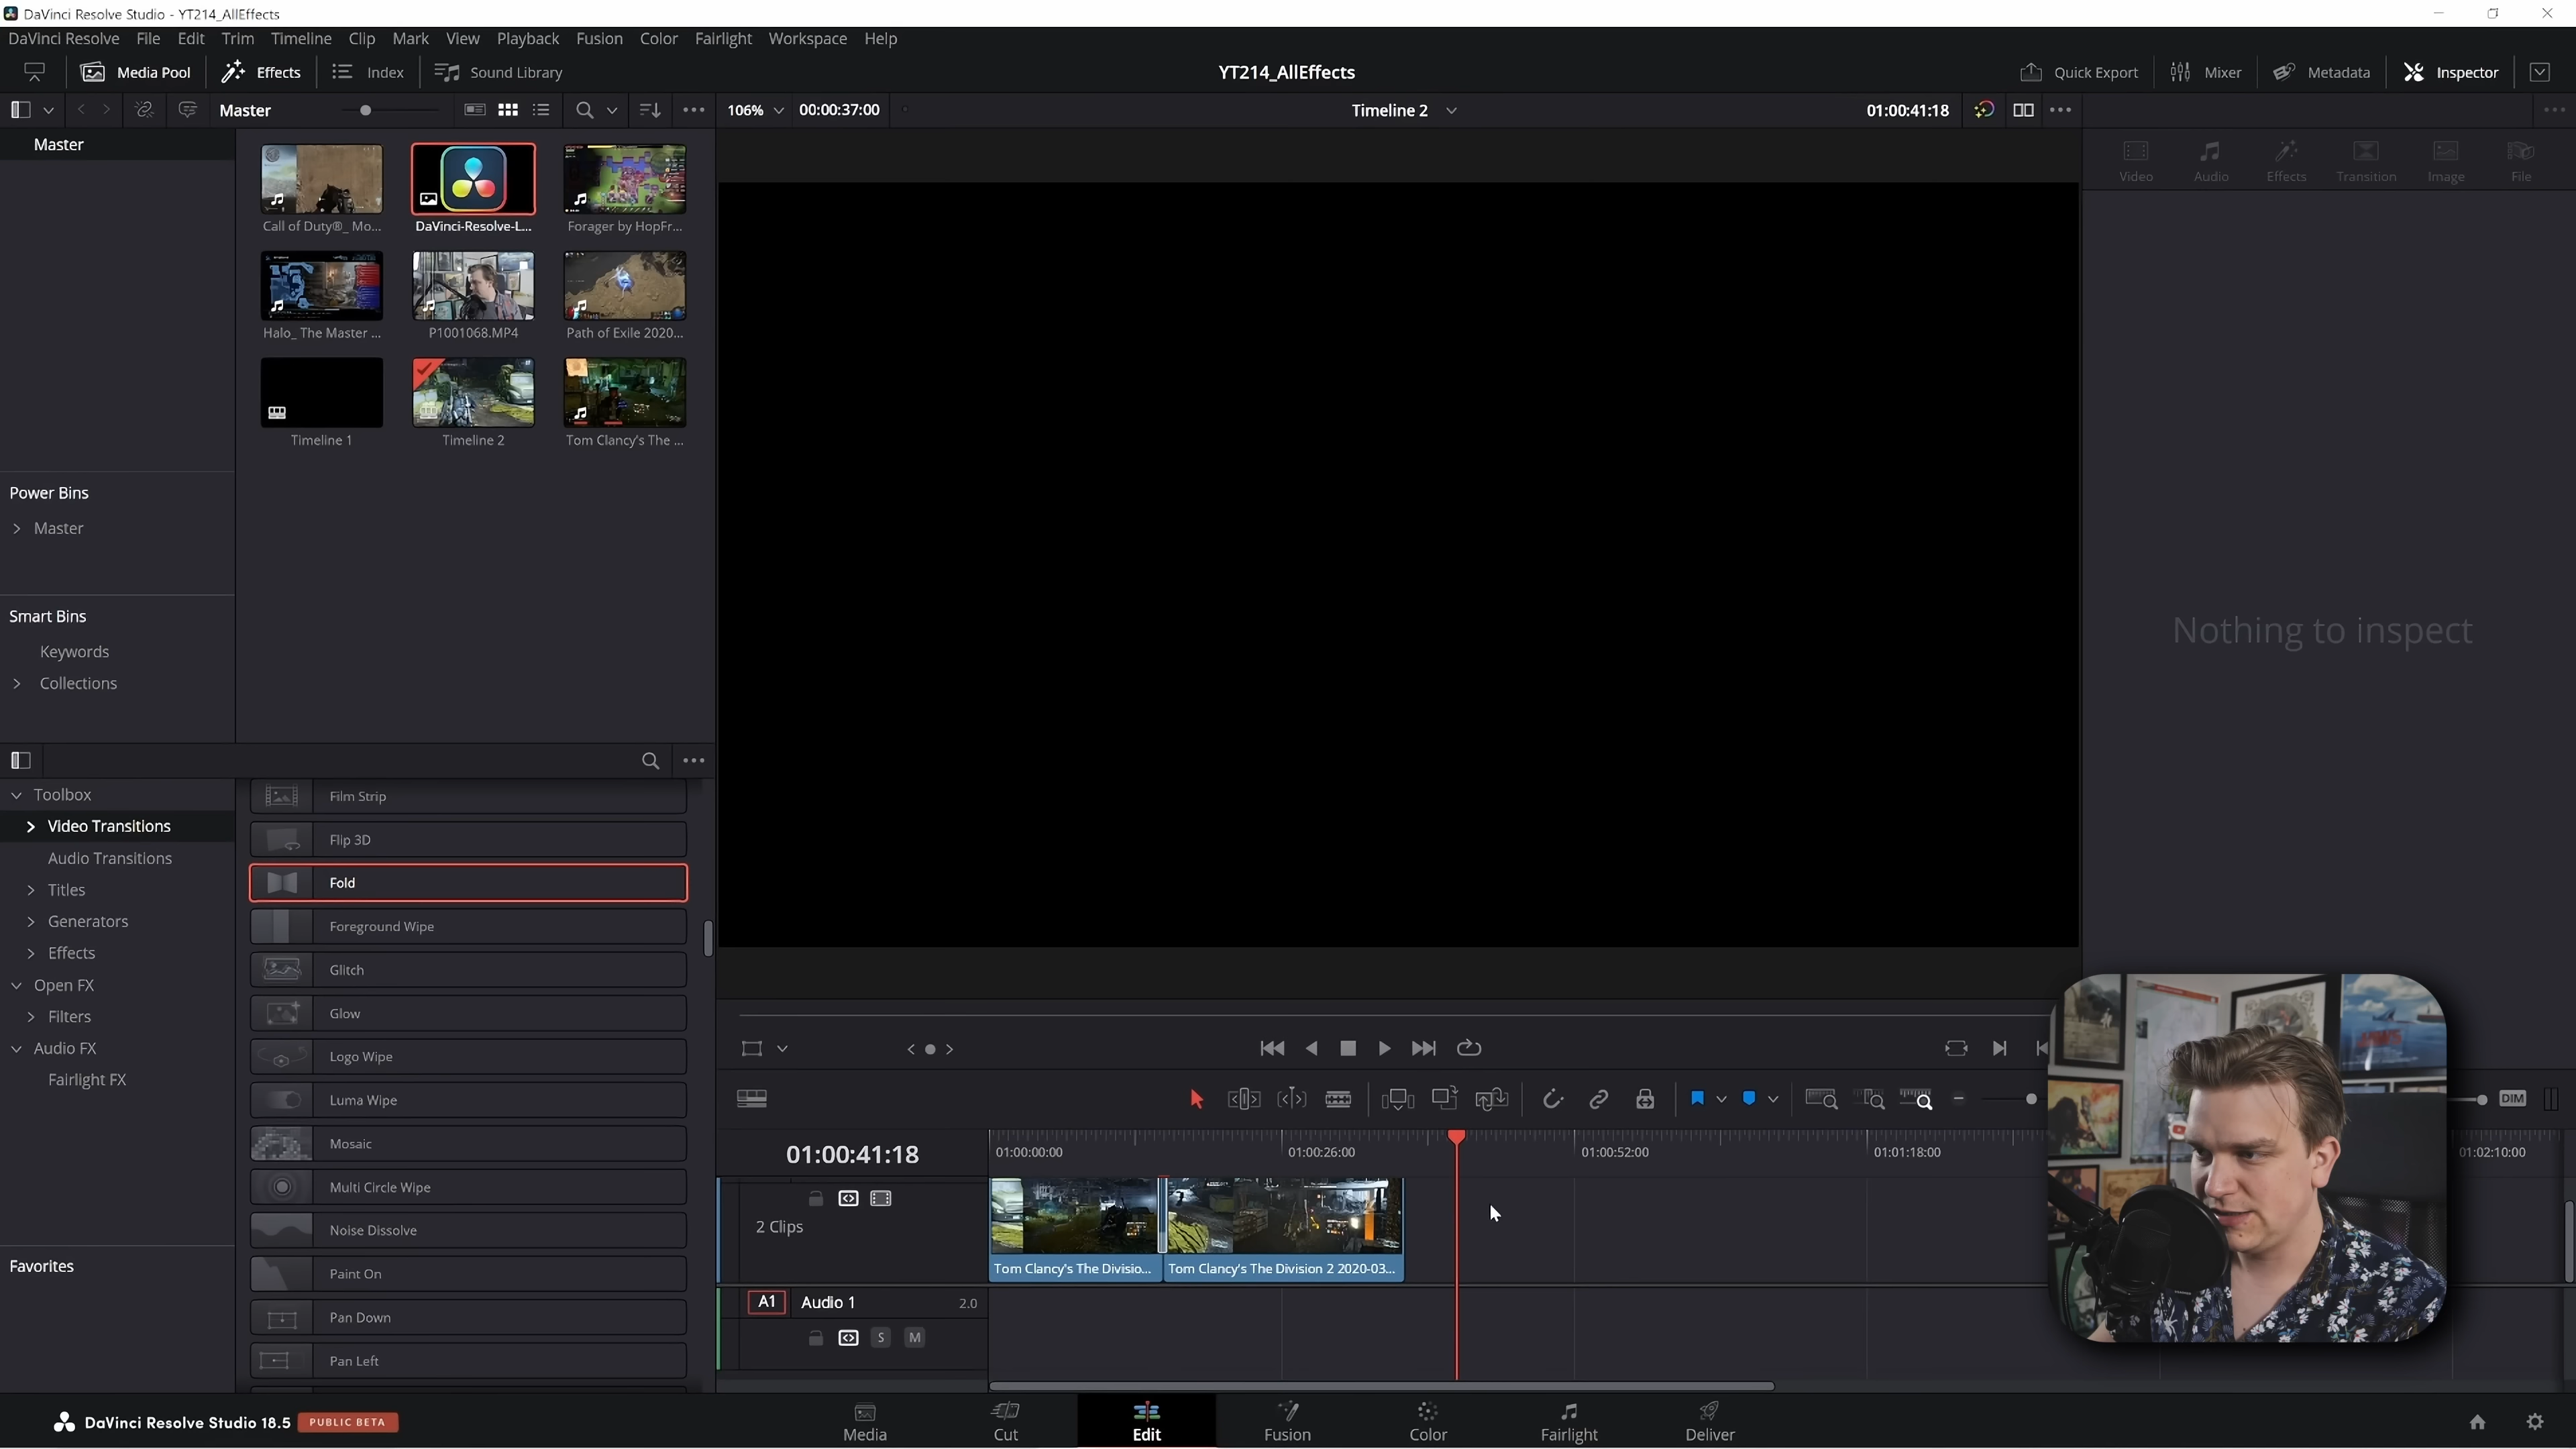 DaVinci Resolve Studio - YT214_AllEffects
DaVinci Resolve File Edit Trim Timeline Clip Mark View Playback Fusion Color Fairlight Workspace Help
Media Pool Effects Index Sound Library YT214_AllEffects Quick Export Mixer Metadata Inspector
Master 106% 00:00:37:00 Timeline 2 01:00:41:18
Master
Video Audio Effects Transition Image File
Call of Duty®_ Mo... DaVinci-Resolve-L... Forager by HopFr...
Halo_ The Master ... P1001068.MP4 Path of Exile 2020...
Timeline 1 Timeline 2 Tom Clancy's The ...
Power Bins
Master
Smart Bins
Keywords
Collections
Nothing to inspect
Toolbox
Video Transitions
Audio Transitions
Titles
Generators
Effects
Open FX
Filters
Audio FX
Fairlight FX
Favorites
Film Strip
Flip 3D
Fold
Foreground Wipe
Glitch
Glow
Logo Wipe
Luma Wipe
Mosaic
Multi Circle Wipe
Noise Dissolve
Paint On
Pan Down
Pan Left
DIM
01:00:41:18 01:00:00:00 01:00:26:00 01:00:52:00 01:01:18:00 01:02:10:00
2 Clips
Tom Clancy's The Divisio... Tom Clancy's The Division 2 2020-03...
A1 Audio 1 2.0
S M
DaVinci Resolve Studio 18.5 PUBLIC BETA
Media Cut Edit Fusion Color Fairlight Deliver